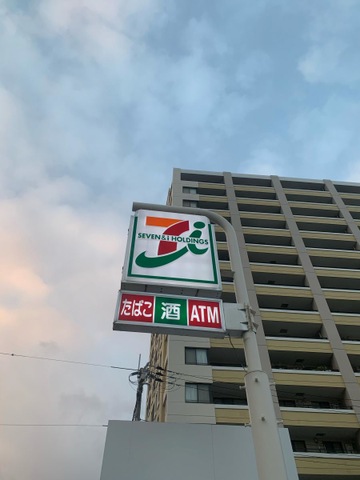 SEVEN & i HOLDINGS
たばこ 酒 ATM